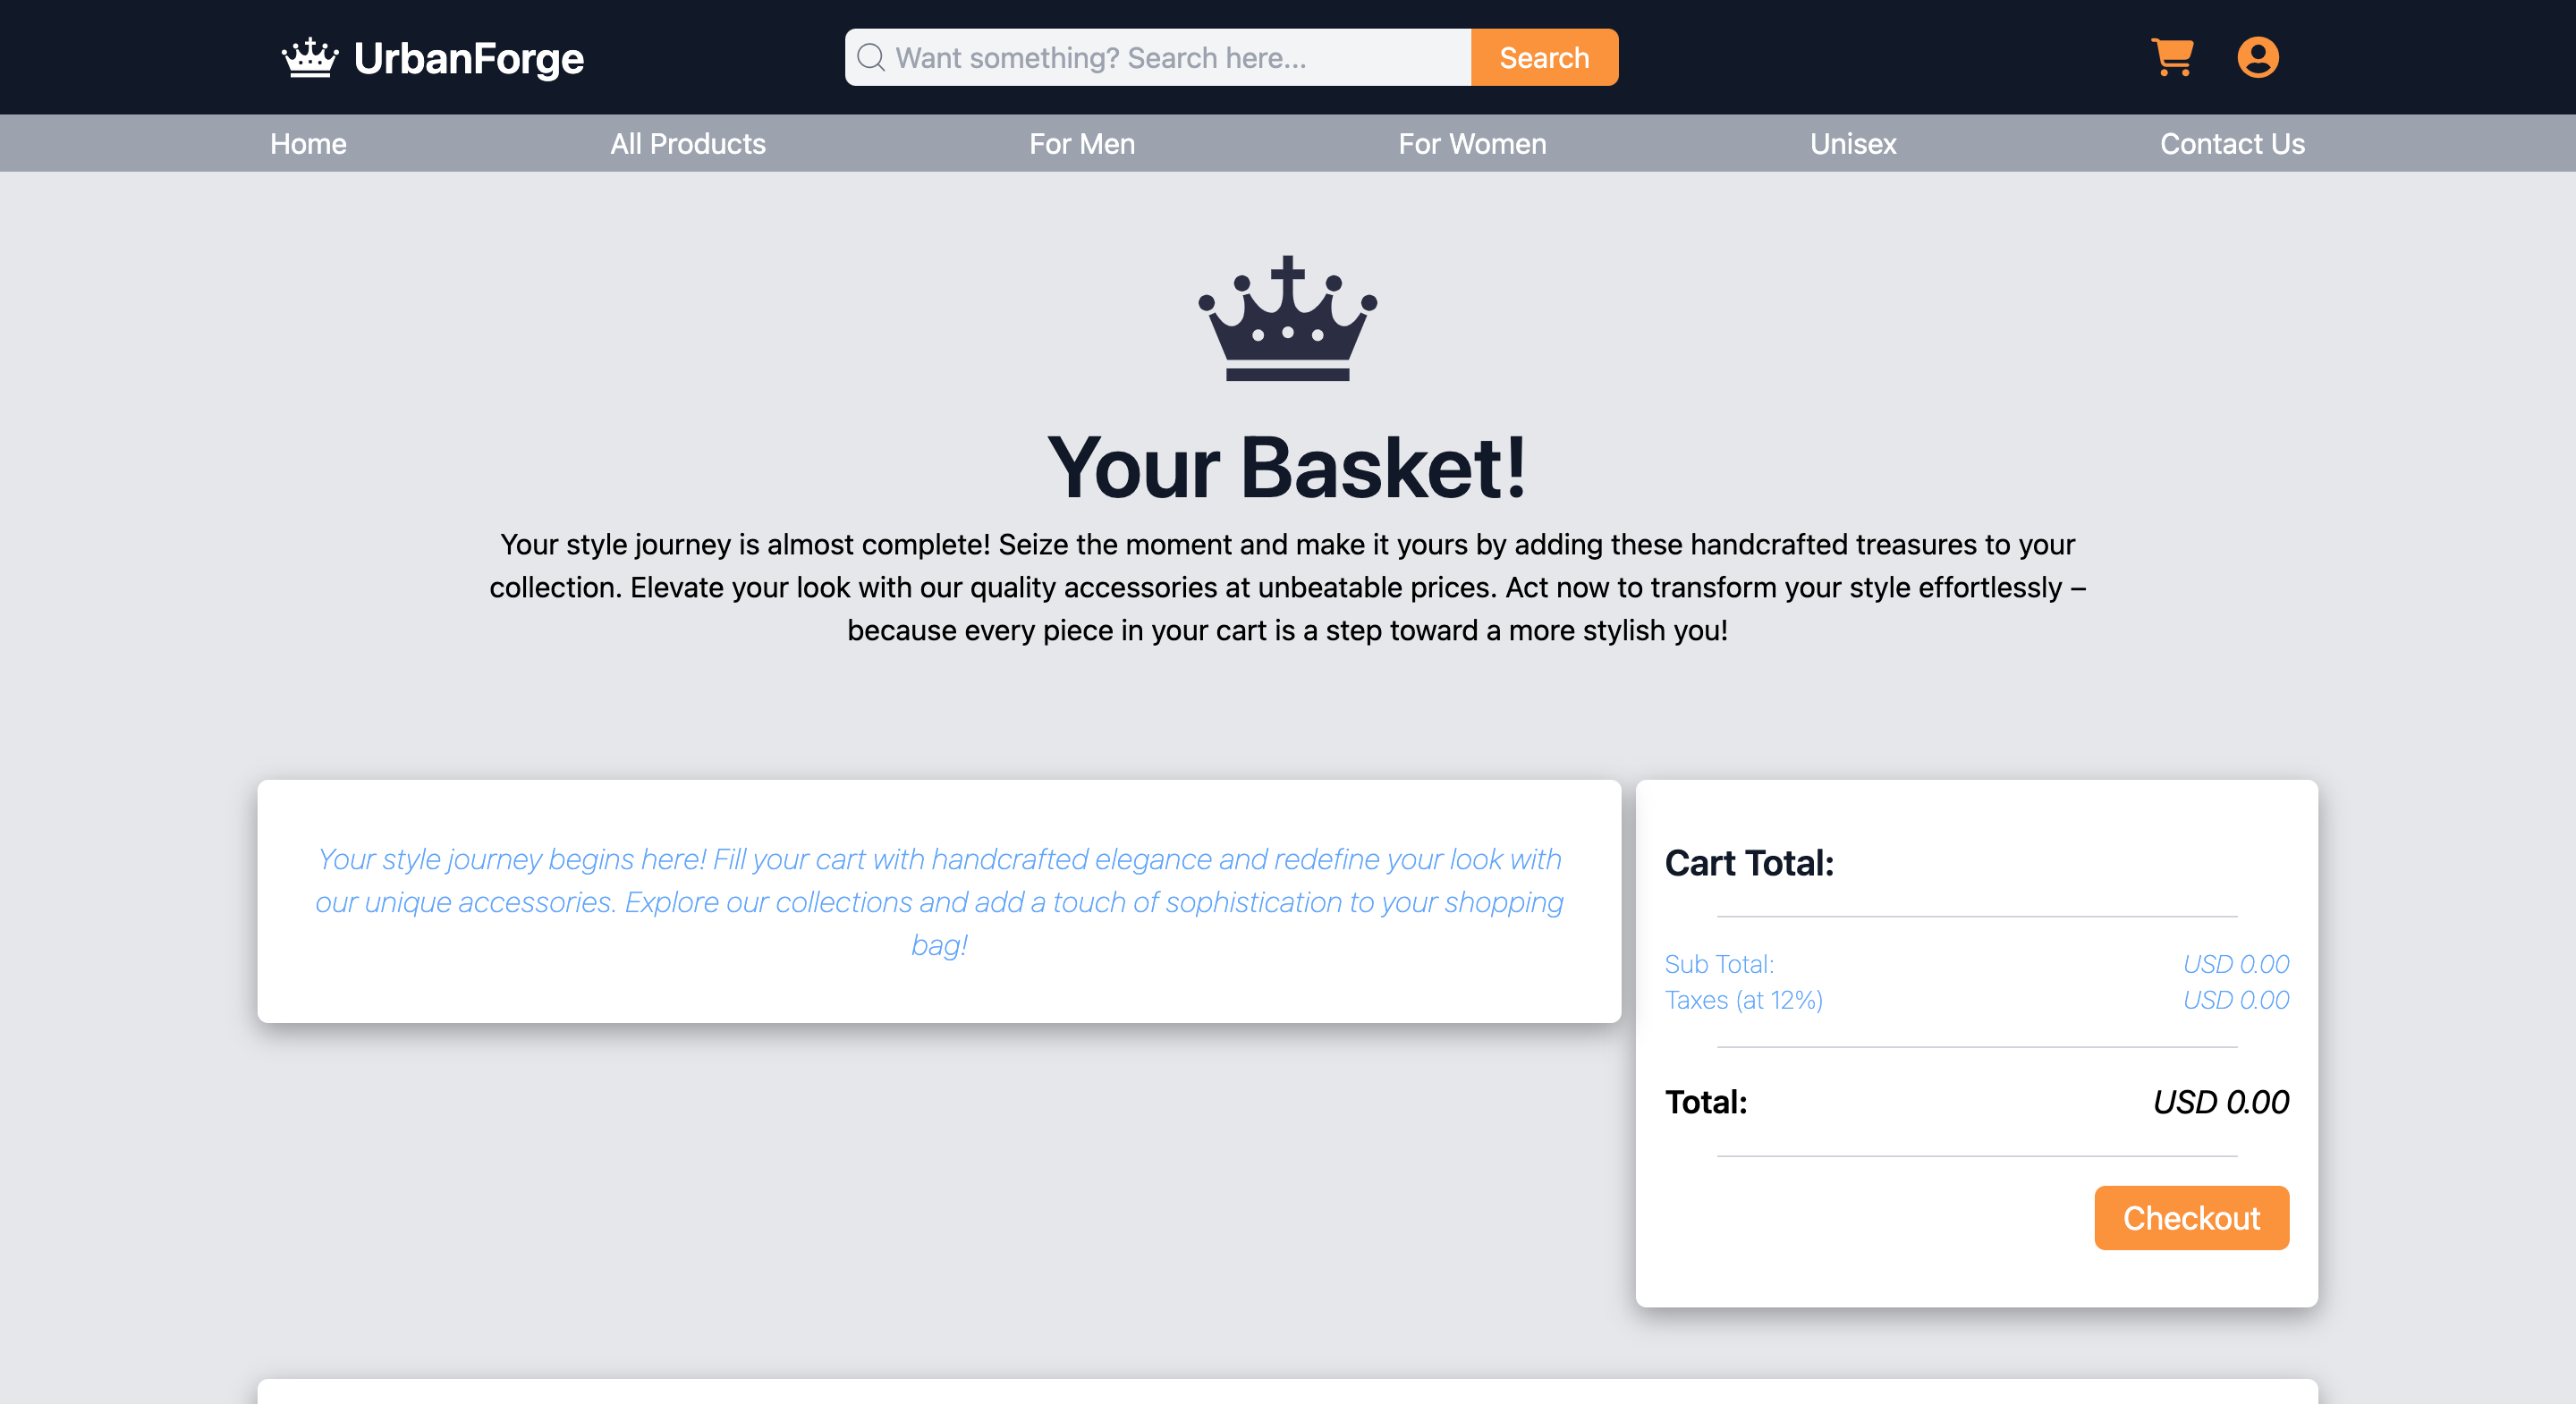 UrbanForge
Want something? Search here...
Search
Home
All Products
For Men
For Women
Unisex
Contact Us
Your Basket!
Your style journey is almost complete! Seize the moment and make it yours by adding these handcrafted treasures to your
collection. Elevate your look with our quality accessories at unbeatable prices. Act now to transform your style effortlessly –
because every piece in your cart is a step toward a more stylish you!
Your style journey begins here! Fill your cart with handcrafted elegance and redefine your look with
our unique accessories. Explore our collections and add a touch of sophistication to your shopping
bag!
Cart Total:
Sub Total: USD 0.00
Taxes (at 12%) USD 0.00
Total: USD 0.00
Checkout